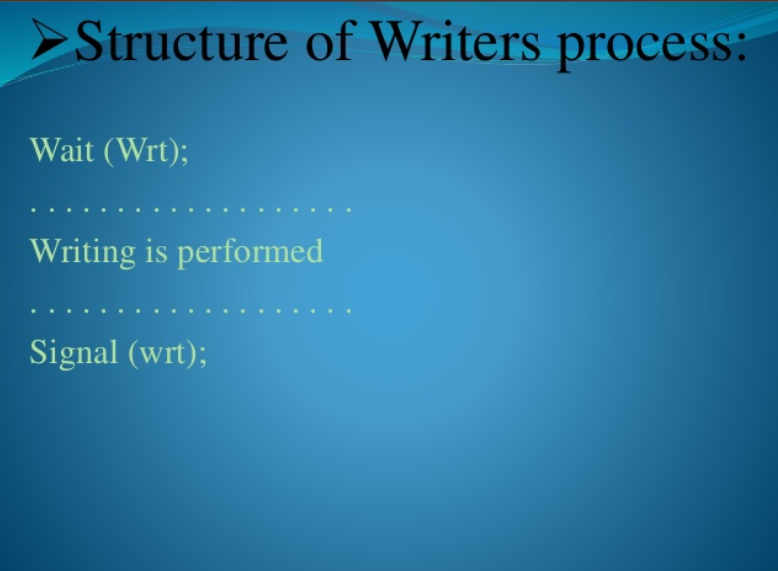 ➢Structure of Writers process:
Wait (Wrt);
. . . . . . . . . . . . . . . . . . .
Writing is performed
. . . . . . . . . . . . . . . . . . .
Signal (wrt);